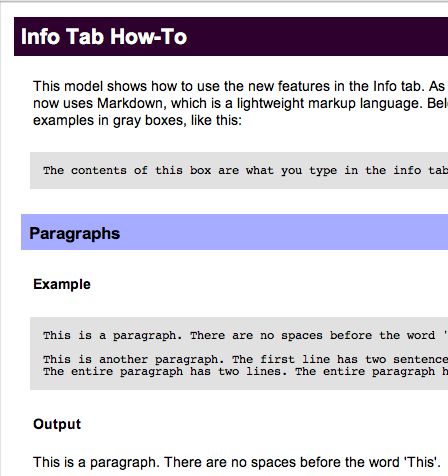 Info Tab How-To
This model shows how to use the new features in the Info tab. As
now uses Markdown, which is a lightweight markup language. Bel
examples in gray boxes, like this:
The contents of this box are what you type in the info tab
Paragraphs
Example
This is a paragraph. There are no spaces before the word '
This is another paragraph. The first line has two sentence
The entire paragraph has two lines. The entire paragraph h
Output
This is a paragraph. There are no spaces before the word 'This'.